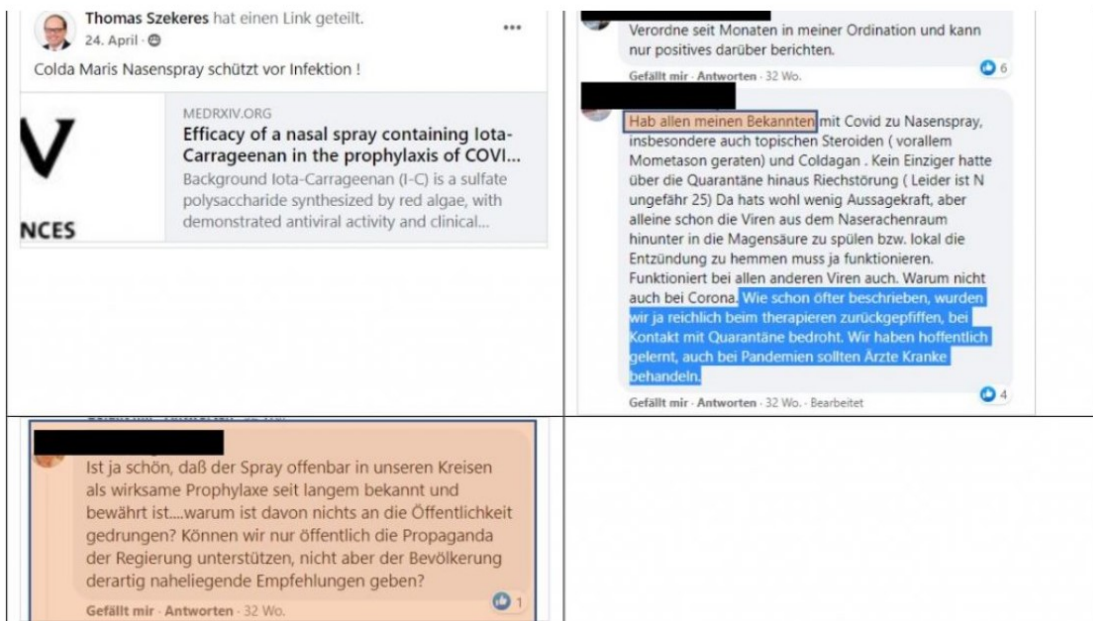 Thomas Szekeres hat einen Link geteilt.
24. April ·
Colda Maris Nasenspray schützt vor Infektion !
V
NCES
MEDRXIV.ORG
Efficacy of a nasal spray containing Iota-
Carrageenan in the prophylaxis of COVI...
Background Iota-Carrageenan (I-C) is a sulfate
polysaccharide synthesized by red algae, with
demonstrated antiviral activity and clinical...
Verordne seit Monaten in meiner Ordination und kann
nur positives darüber berichten.
Gefällt mir · Antworten · 32 Wo.
6
Hab allen meinen Bekannten mit Covid zu Nasenspray,
insbesondere auch topischen Steroiden ( vorallem
Mometason geraten) und Coldagan . Kein Einziger hatte
über die Quarantäne hinaus Riechstörung ( Leider ist N
ungefähr 25) Da hats wohl wenig Aussagekraft, aber
alleine schon die Viren aus dem Naserachenraum
hinunter in die Magensäure zu spülen bzw. lokal die
Entzündung zu hemmen muss ja funktionieren.
Funktioniert bei allen anderen Viren auch. Warum nicht
auch bei Corona. Wie schon öfter beschrieben, wurden
wir ja reichlich beim therapieren zurückgepfiffen, bei
Kontakt mit Quarantäne bedroht. Wir haben hoffentlich
gelernt, auch bei Pandemien sollten Ärzte Kranke
behandeln.
Gefällt mir · Antworten · 32 Wo. · Bearbeitet
4
Gefällt mir · Antworten · 32 Wo.
Ist ja schön, daß der Spray offenbar in unseren Kreisen
als wirksame Prophylaxe seit langem bekannt und
bewährt ist....warum ist davon nichts an die Öffentlichkeit
gedrungen? Können wir nur öffentlich die Propaganda
der Regierung unterstützen, nicht aber der Bevölkerung
derartig naheliegende Empfehlungen geben?
Gefällt mir · Antworten · 32 Wo.
1